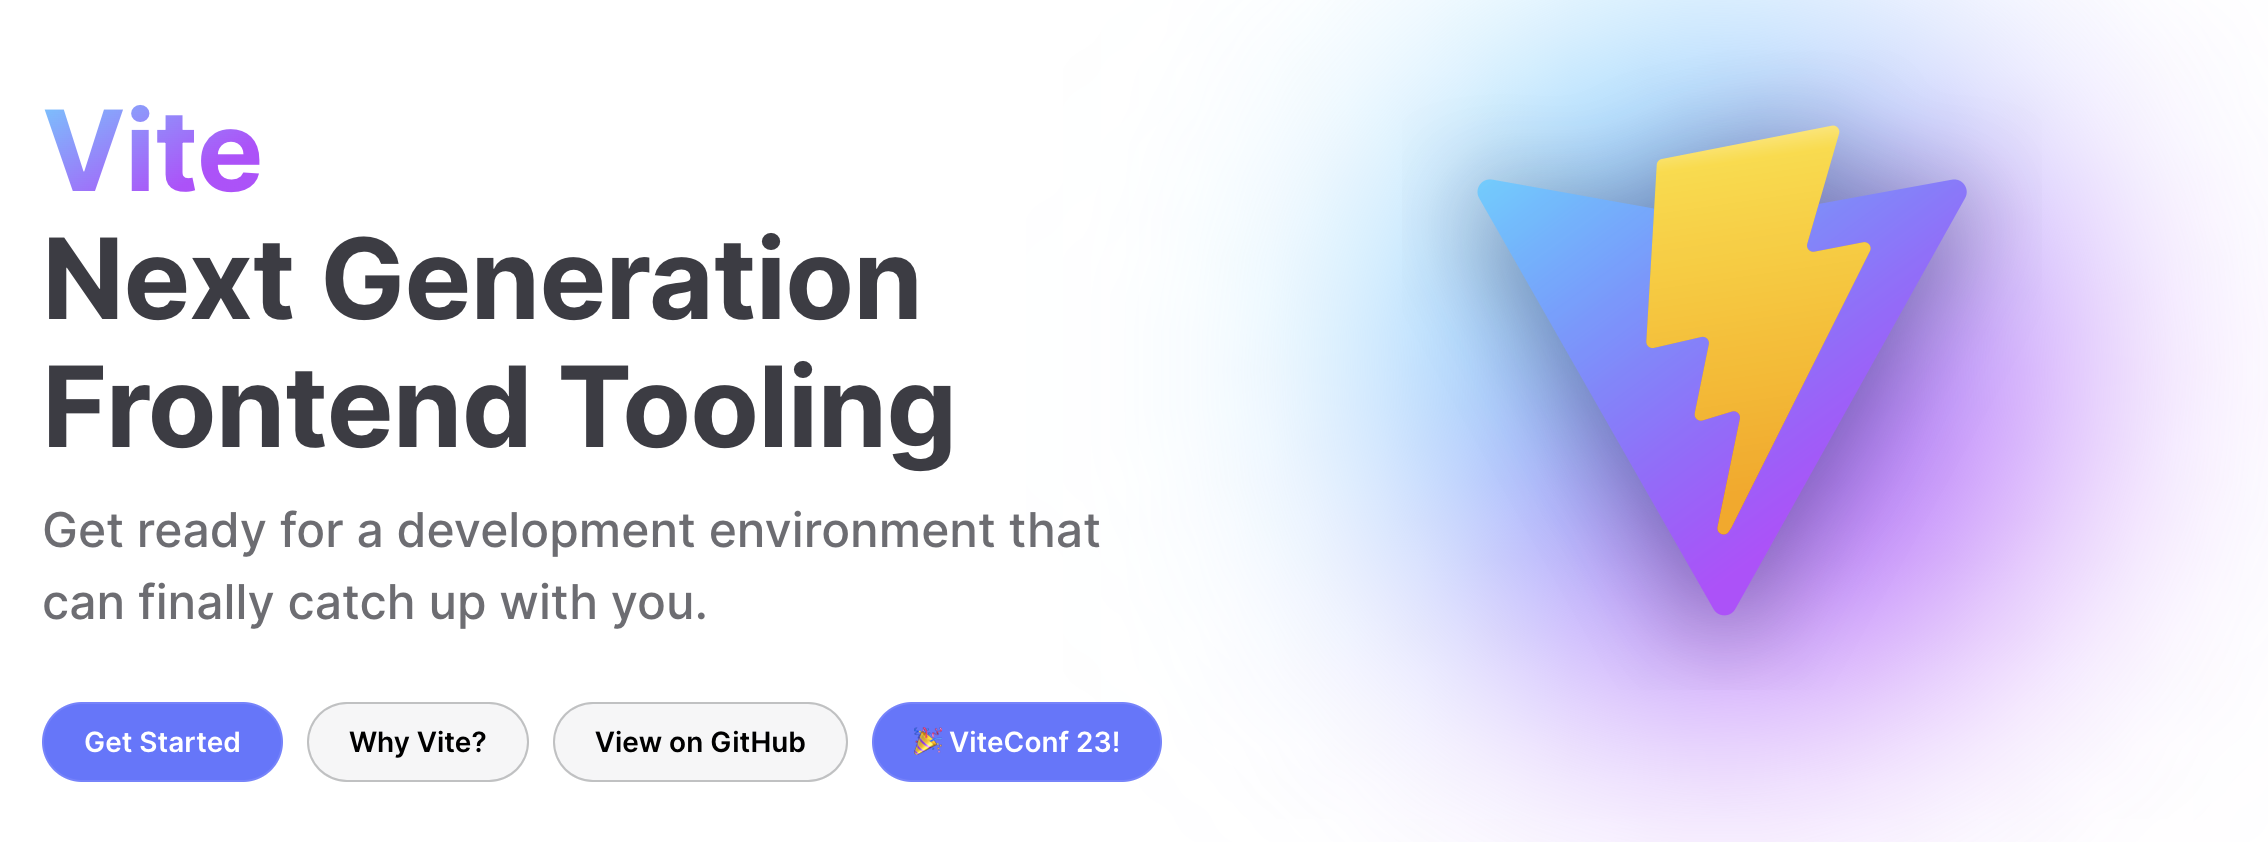 Vite
Next Generation
Frontend Tooling
Get ready for a development environment that
can finally catch up with you.
Get Started
Why Vite?
View on GitHub
🎉 ViteConf 23!